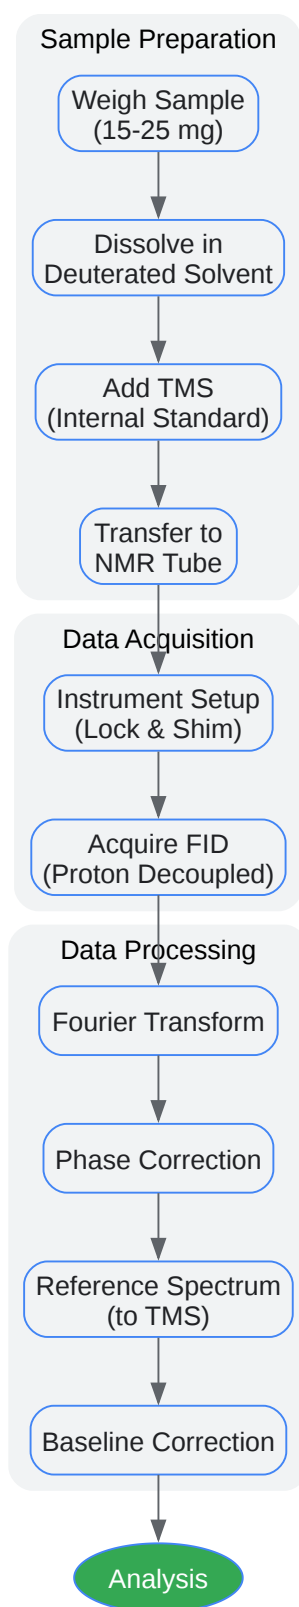 Sample Preparation
Weigh Sample
(15-25 mg)
Dissolve in
Deuterated Solvent
Add TMS
(Internal Standard)
Transfer to
NMR Tube
Data Acquisition
Instrument Setup
(Lock & Shim)
Acquire FID
(Proton Decoupled)
Data Processing
Fourier Transform
Phase Correction
Reference Spectrum
(to TMS)
Baseline Correction
Analysis